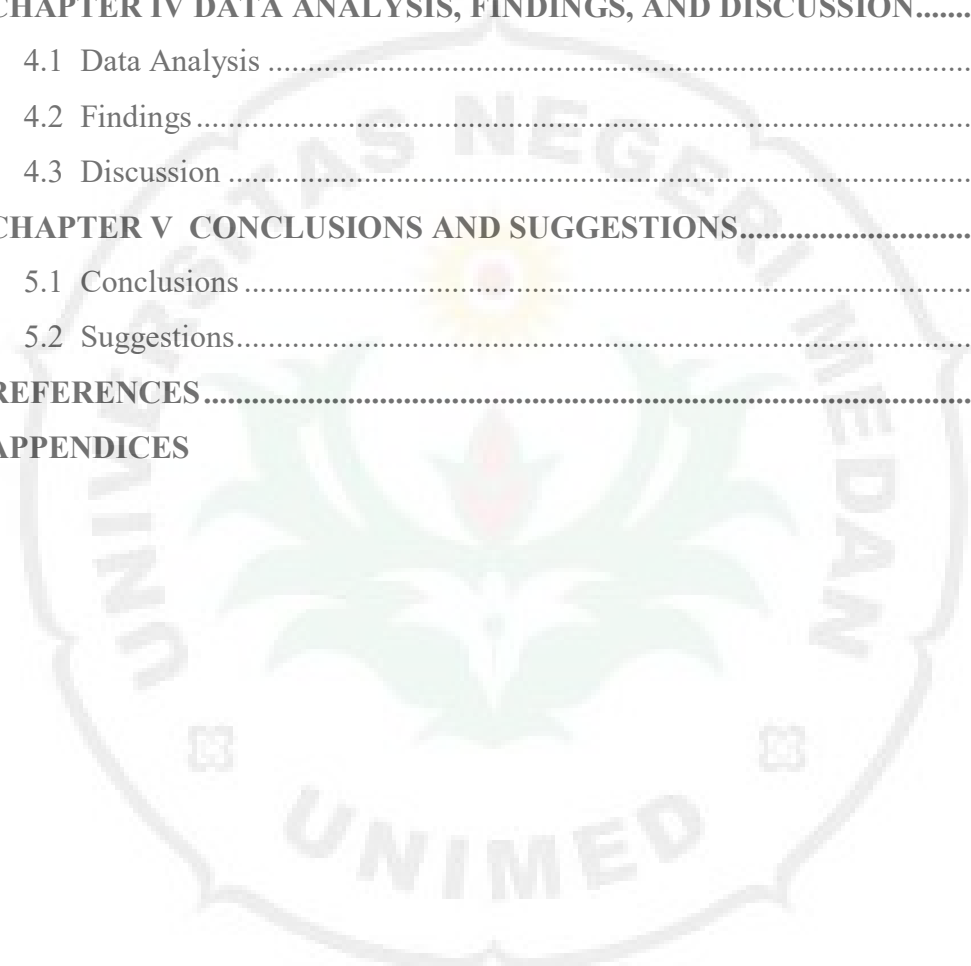 CHAPTER IV DATA ANALYSIS, FINDINGS, AND DISCUSSION.......
4.1 Data Analysis ................................................................................
4.2 Findings ................................................................................
4.3 Discussion ................................................................................
CHAPTER V CONCLUSIONS AND SUGGESTIONS..............................
5.1 Conclusions ................................................................................
5.2 Suggestions................................................................................
REFERENCES ................................................................................
APPENDICES
UNIVERSITAS NEGERI MEDAN
UNIMED